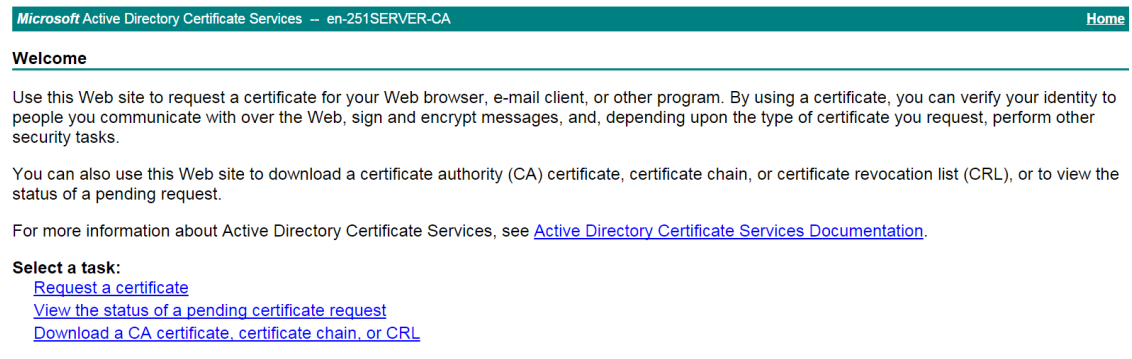 Microsoft Active Directory Certificate Services -- en-251SERVER-CA Home
Welcome
Use this Web site to request a certificate for your Web browser, e-mail client, or other program. By using a certificate, you can verify your identity to
people you communicate with over the Web, sign and encrypt messages, and, depending upon the type of certificate you request, perform other
security tasks.
You can also use this Web site to download a certificate authority (CA) certificate, certificate chain, or certificate revocation list (CRL), or to view the
status of a pending request.
For more information about Active Directory Certificate Services, see Active Directory Certificate Services Documentation.
Select a task:
Request a certificate
View the status of a pending certificate request
Download a CA certificate, certificate chain, or CRL